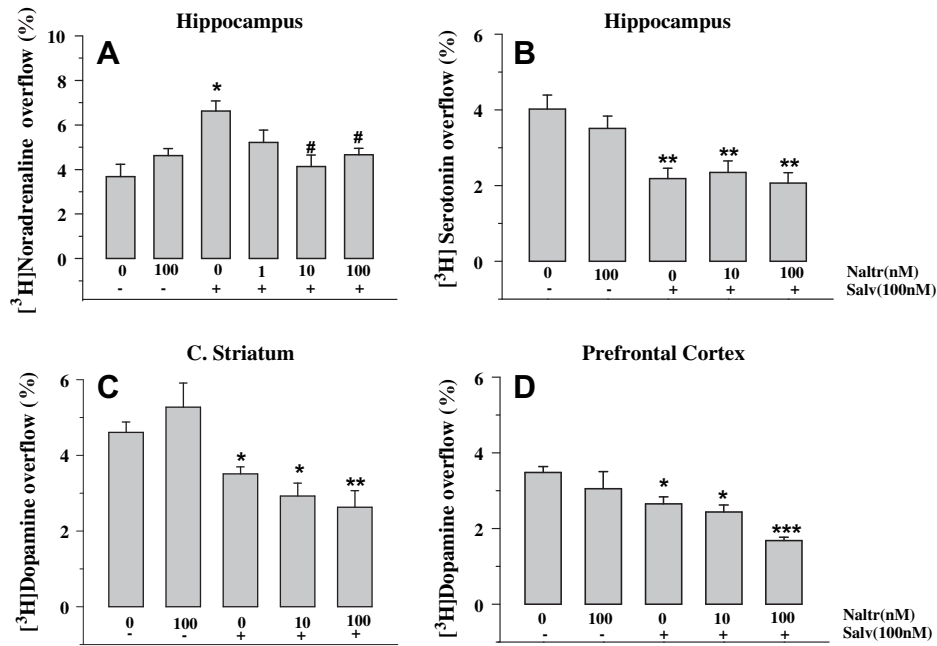 Hippocampus
A
[³H]Noradrenaline overflow (%)
10
8
6
4
2
0
*
#
#
0 100 0 1 10 100
- - + + + +
Hippocampus
B
[³H] Serotonin overflow (%)
6
4
2
0
** ** **
0 100 0 10 100 Naltr(nM)
- - + + + Salv(100nM)
C. Striatum
C
[³H]Dopamine overflow (%)
6
4
2
0
* * **
0 100 0 10 100
- - + + +
Prefrontal Cortex
D
[³H]Dopamine overflow (%)
6
4
2
0
* * ***
0 100 0 10 100 Naltr(nM)
- - + + + Salv(100nM)